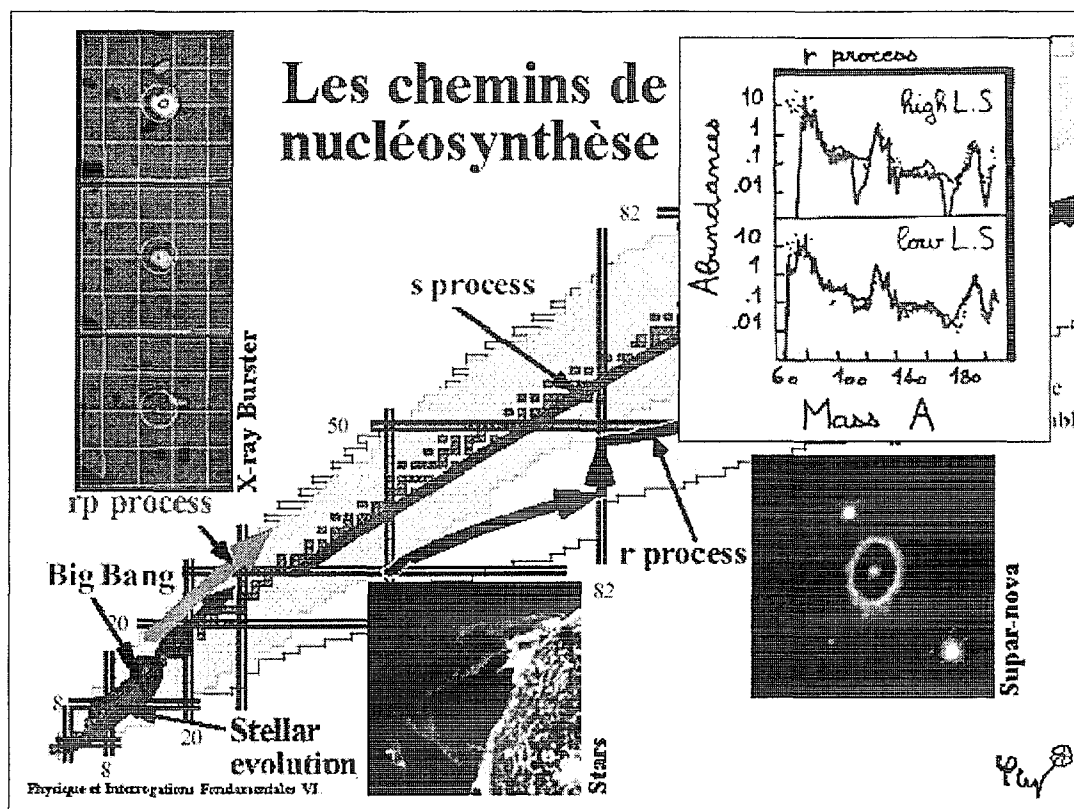 Les chemins de
nucléosynthèse
r process
high L.S
10
1
.1
.01
low L.S
10
1
.1
.01
Abundances
60 100 140 180
Mass A
82
s process
50
X-ray Burster
rp process
r process
Big Bang
82
20
8
20
8
Stellar
evolution
Stars
Supar-nova
Physique et Interrogations Fondamentales VI